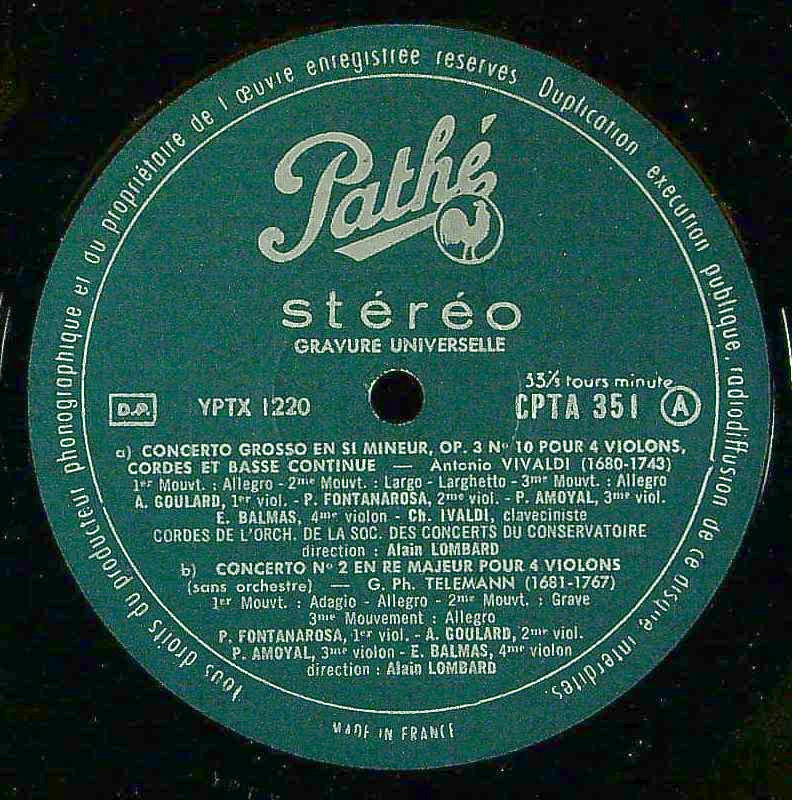 tous droits du producteur phonographique et du propriétaire de l'œuvre enregistrée réservés Duplication exécution publique, radiodiffusion de ce disque interdites.
Pathé
stéréo
GRAVURE UNIVERSELLE
33⅓ tours minute
D.P. YPTX 1220 CPTA 351 A
a) CONCERTO GROSSO EN SI MINEUR, OP. 3 Nº 10 POUR 4 VIOLONS,
CORDES ET BASSE CONTINUE — Antonio VIVALDI (1680-1743)
1er Mouvt. : Allegro - 2me Mouvt. : Largo - Larghetto - 3me Mouvt. : Allegro
A. GOULARD, 1er viol. - P. FONTANAROSA, 2me viol. - P. AMOYAL, 3me viol.
E. BALMAS, 4me violon - Ch. IVALDI, claveciniste
CORDES DE L'ORCH. DE LA SOC. DES CONCERTS DU CONSERVATOIRE
direction : Alain LOMBARD
b) CONCERTO Nº 2 EN RE MAJEUR POUR 4 VIOLONS
(sans orchestre) — G. Ph. TELEMANN (1681-1767)
1er Mouvt. : Adagio - Allegro - 2me Mouvt. : Grave
3me Mouvement : Allegro
P. FONTANAROSA, 1er viol. - A. GOULARD, 2me viol.
P. AMOYAL, 3me violon - E. BALMAS, 4me violon
direction : Alain LOMBARD
MADE IN FRANCE